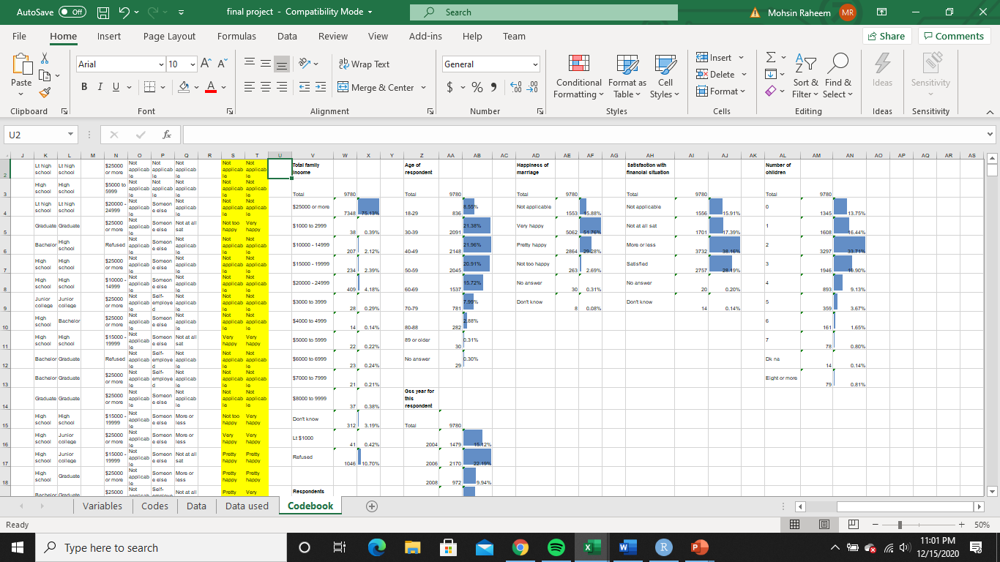 AutoSave Off final project - Compatibility Mode Search Mohsin Raheem MR
File Home Insert Page Layout Formulas Data Review View Add-ins Help Team Share Comments
Paste Arial 10 Wrap Text General Insert
Merge & Center Conditional Formatting Format as Table Cell Styles Delete Sort & Filter Find & Select Ideas Sensitivity
Format
Clipboard Font Alignment Number Styles Cells Editing Ideas Sensitivity
U2 fx
J K L M N O P Q R S T U V W X Y Z AA AB AC AD AE AF AG AH AI AJ AK AL AM AN AO AP AQ AR AS
2 Lt high school Lt high school $25000 or more Not applicable Not applicable Not applicable Not applicable Not applicable Total family income Age of respondent Happiness of marriage Satisfaction with financial situation Number of children
3 High school High school $5000 to 5999 Not applicable Not applicable Not applicable Not applicable Not applicable Total 9780 Total 9780 Total 9780 Total 9780 Total 9780
4 Lt high school Lt high school $20000 - 24999 Not applicable Someone else Not applicable Not applicable Not applicable $25000 or more 7348 75.13% 18-29 836 8.55% Not applicable 1553 15.88% Not applicable 1556 15.91% 0 1345 13.75%
5 Graduate Graduate $25000 or more Not applicable Someone else Not at all sat Not too happy Very happy $1000 to 2999 38 0.39% 30-39 2091 21.38% Very happy 5062 51.76% Not at all sat 1701 17.39% 1 1608 16.44%
6 Bachelor High school Refused Not applicable Someone else Not applicable Not applicable Not applicable $10000 - 14999 207 2.12% 40-49 2148 21.96% Pretty happy 2864 29.28% More or less 3732 38.16% 2 3297 33.71%
7 High school High school $25000 or more Not applicable Someone else Not applicable Not applicable Not applicable $15000 - 19999 234 2.39% 50-59 2045 20.91% Not too happy 263 2.69% Satisfied 2757 28.19% 3 1946 19.90%
8 High school High school $10000 - 14999 Not applicable Someone else Not applicable Not applicable Not applicable $20000 - 24999 409 4.18% 60-69 1537 15.72% No answer 30 0.31% No answer 20 0.20% 4 893 9.13%
9 Junior college Junior college $25000 or more Not applicable Self-employed Not applicable Not applicable Not applicable $3000 to 3999 28 0.29% 70-79 781 7.99% Don't know 8 0.08% Don't know 14 0.14% 5 359 3.67%
10 High school Bachelor $25000 or more Not applicable Someone else Not applicable Not applicable Not applicable $4000 to 4999 14 0.14% 80-88 282 2.88% 6 161 1.65%
11 High school High school $15000 - 19999 Not applicable Someone else Not at all sat Very happy Very happy $5000 to 5999 22 0.22% 89 or older 30 0.31% 7 78 0.80%
12 Bachelor Graduate Refused Not applicable Self-employed Not applicable Not applicable Not applicable $6000 to 6999 23 0.24% No answer 29 0.30% Dk na 14 0.14%
13 Bachelor Graduate $25000 or more Not applicable Self-employed Not applicable Not applicable Not applicable $7000 to 7999 21 0.21% Eight or more 79 0.81%
14 Graduate Graduate $25000 or more Not applicable Someone else Not applicable Not applicable Not applicable $8000 to 9999 37 0.38% Gss year for this respondent
15 High school High school $15000 - 19999 Not applicable Someone else More or less Not too happy Very happy Don't know 312 3.19% Total 9780
16 High school Junior college $25000 or more Not applicable Someone else More or less Very happy Very happy Lt $1000 41 0.42% 2004 1479 15.12%
17 High school Junior college $15000 - 19999 Not applicable Someone else Not at all sat Pretty happy Pretty happy Refused 1046 10.70% 2006 2170 22.19%
18 High school Graduate $25000 or more Not applicable Someone else More or less Pretty happy Pretty happy 2008 972 9.94%
Bachelor Graduate $25000 Not Self- Not at all Pretty Very Respondents
Variables Codes Data Data used Codebook
Ready 50%
Type here to search 11:01 PM
12/15/2020